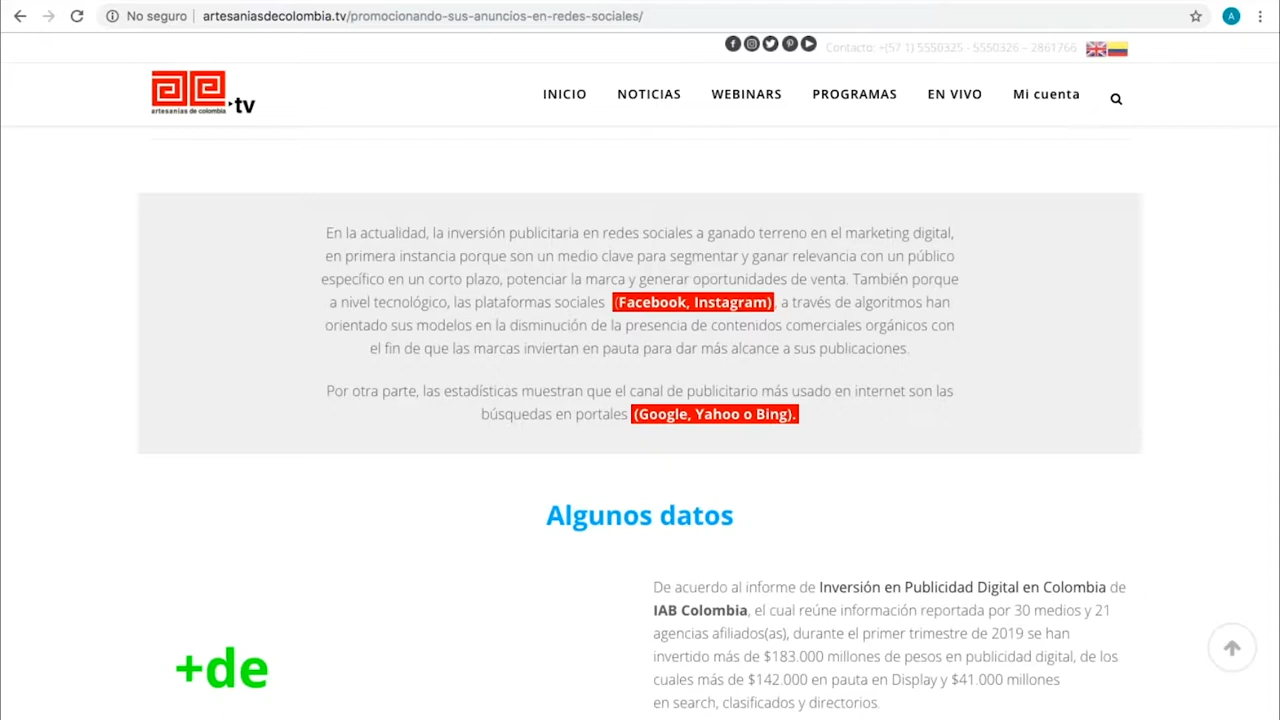 No seguro
artesaniasdecolombia.tv/promocionando-sus-anuncios-en-redes-sociales/
A
Contacto: +(57 1) 5550325 - 5550326 – 2861766
artesanías de colombia
tv
INICIO
NOTICIAS
WEBINARS
PROGRAMAS
EN VIVO
Mi cuenta
En la actualidad, la inversión publicitaria en redes sociales a ganado terreno en el marketing digital,
en primera instancia porque son un medio clave para segmentar y ganar relevancia con un público
específico en un corto plazo, potenciar la marca y generar oportunidades de venta. También porque
a nivel tecnológico, las plataformas sociales (Facebook, Instagram), a través de algoritmos han
orientado sus modelos en la disminución de la presencia de contenidos comerciales orgánicos con
el fin de que las marcas inviertan en pauta para dar más alcance a sus publicaciones.
Por otra parte, las estadísticas muestran que el canal de publicitario más usado en internet son las
búsquedas en portales (Google, Yahoo o Bing).
Algunos datos
+de
De acuerdo al informe de Inversión en Publicidad Digital en Colombia de
IAB Colombia, el cual reúne información reportada por 30 medios y 21
agencias afiliados(as), durante el primer trimestre de 2019 se han
invertido más de $183.000 millones de pesos en publicidad digital, de los
cuales más de $142.000 en pauta en Display y $41.000 millones
en search, clasificados y directorios.